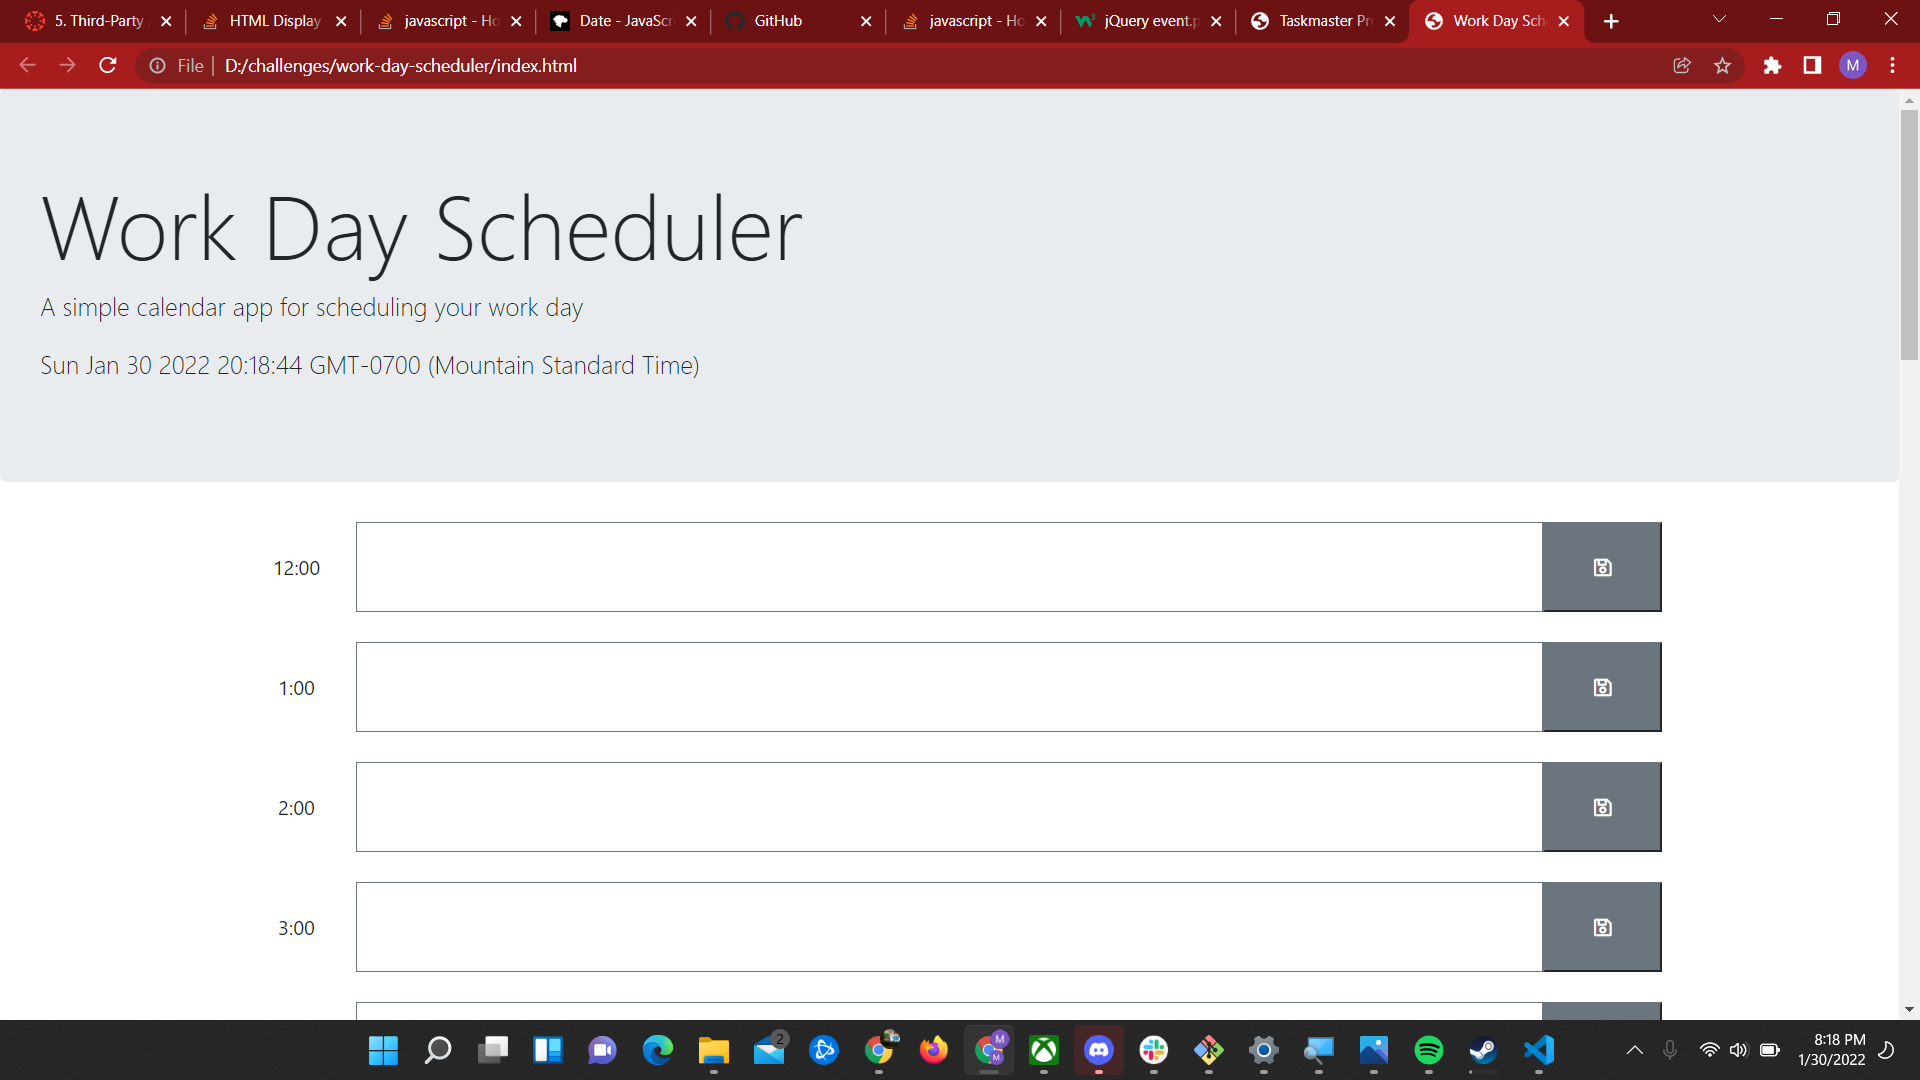 5. Third-Party
HTML Display
javascript - Ho
Date - JavaScri
GitHub
javascript - Ho
jQuery event.p
Taskmaster Pro
Work Day Sch
File
D:/challenges/work-day-scheduler/index.html
M
Work Day Scheduler
A simple calendar app for scheduling your work day
Sun Jan 30 2022 20:18:44 GMT-0700 (Mountain Standard Time)
12:00
1:00
2:00
3:00
2
M
M
8:18 PM
1/30/2022